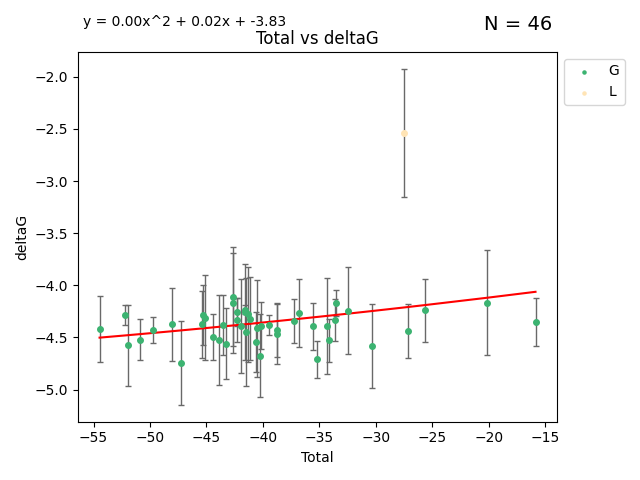 y = 0.00x^2 + 0.02x + -3.83
N = 46
Total vs deltaG
G
L
deltaG
−2.0
−2.5
−3.0
−3.5
−4.0
−4.5
−5.0
−55 −50 −45 −40 −35 −30 −25 −20 −15
Total